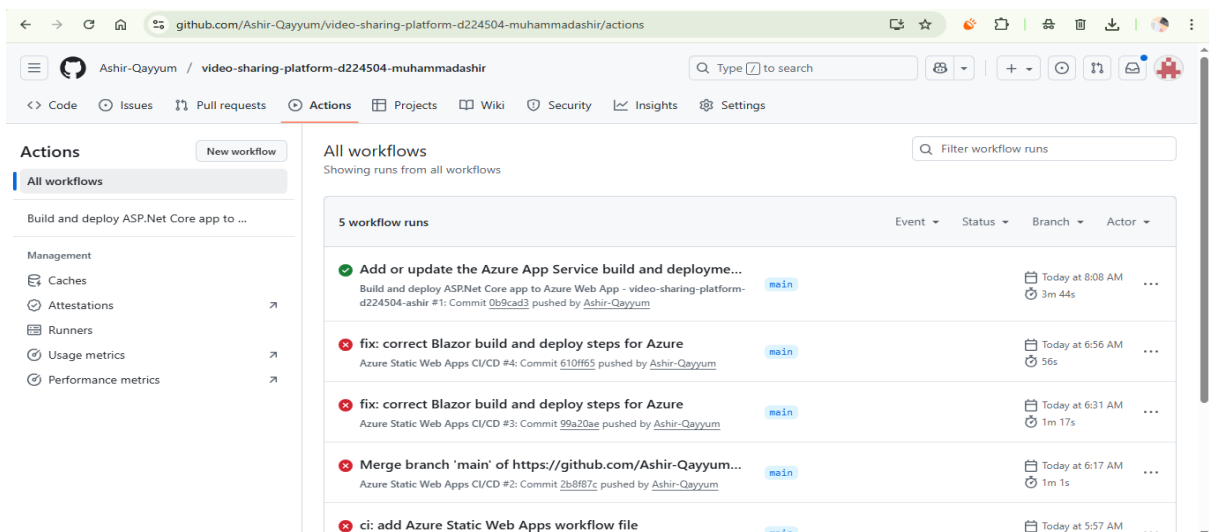 github.com/Ashir-Qayyum/video-sharing-platform-d224504-muhammadashir/actions
Ashir-Qayyum / video-sharing-platform-d224504-muhammadashir
Type / to search
Code Issues Pull requests Actions Projects Wiki Security Insights Settings
Actions
New workflow
All workflows
Build and deploy ASP.Net Core app to ...
Management
Caches
Attestations
Runners
Usage metrics
Performance metrics
All workflows
Showing runs from all workflows
Filter workflow runs
5 workflow runs
Event Status Branch Actor
Add or update the Azure App Service build and deployme...
Build and deploy ASP.Net Core app to Azure Web App - video-sharing-platform-
d224504-ashir #1: Commit 0b9cad3 pushed by Ashir-Qayyum
main
Today at 8:08 AM
3m 44s
fix: correct Blazor build and deploy steps for Azure
Azure Static Web Apps CI/CD #4: Commit 610ff65 pushed by Ashir-Qayyum
main
Today at 6:56 AM
56s
fix: correct Blazor build and deploy steps for Azure
Azure Static Web Apps CI/CD #3: Commit 99a20ae pushed by Ashir-Qayyum
main
Today at 6:31 AM
1m 17s
Merge branch 'main' of https://github.com/Ashir-Qayyum...
Azure Static Web Apps CI/CD #2: Commit 2b8f87c pushed by Ashir-Qayyum
main
Today at 6:17 AM
1m 1s
ci: add Azure Static Web Apps workflow file
main
Today at 5:57 AM